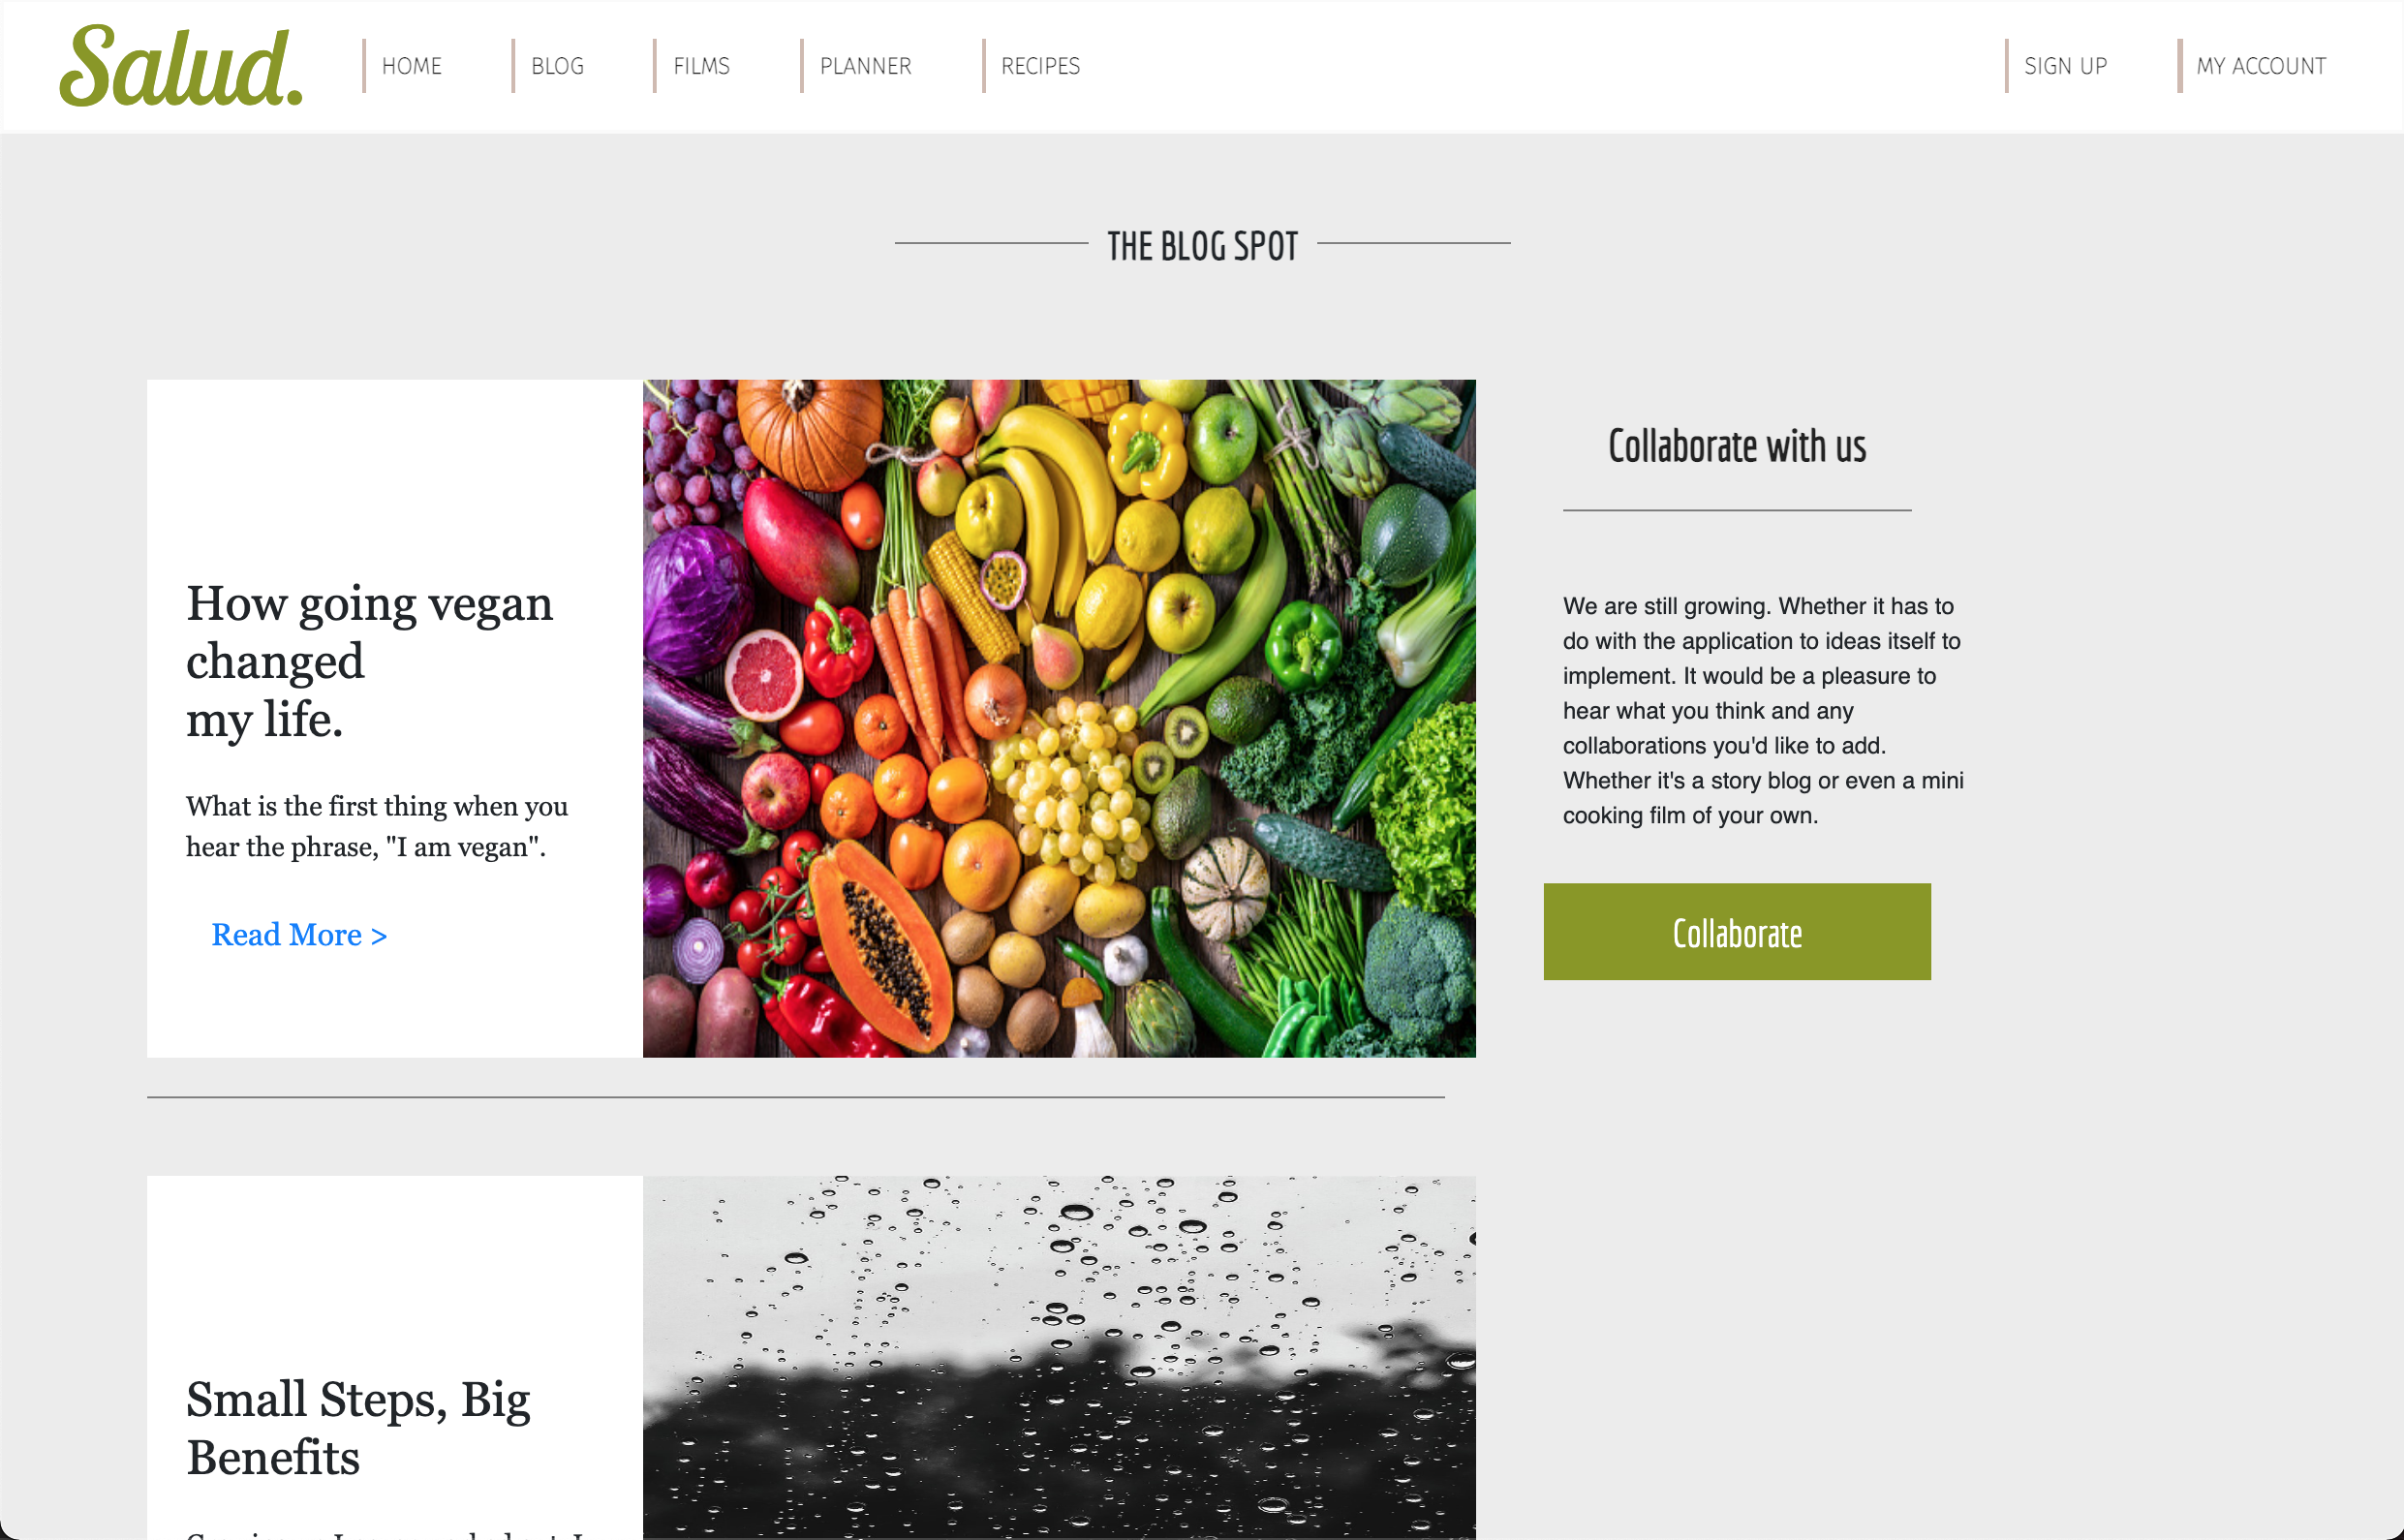 Salud.
HOME
BLOG
FILMS
PLANNER
RECIPES
SIGN UP
MY ACCOUNT
THE BLOG SPOT
How going vegan
changed
my life.
What is the first thing when you
hear the phrase, "I am vegan".
Read More >
Collaborate with us
We are still growing. Whether it has to
do with the application to ideas itself to
implement. It would be a pleasure to
hear what you think and any
collaborations you'd like to add.
Whether it's a story blog or even a mini
cooking film of your own.
Collaborate
Small Steps, Big
Benefits